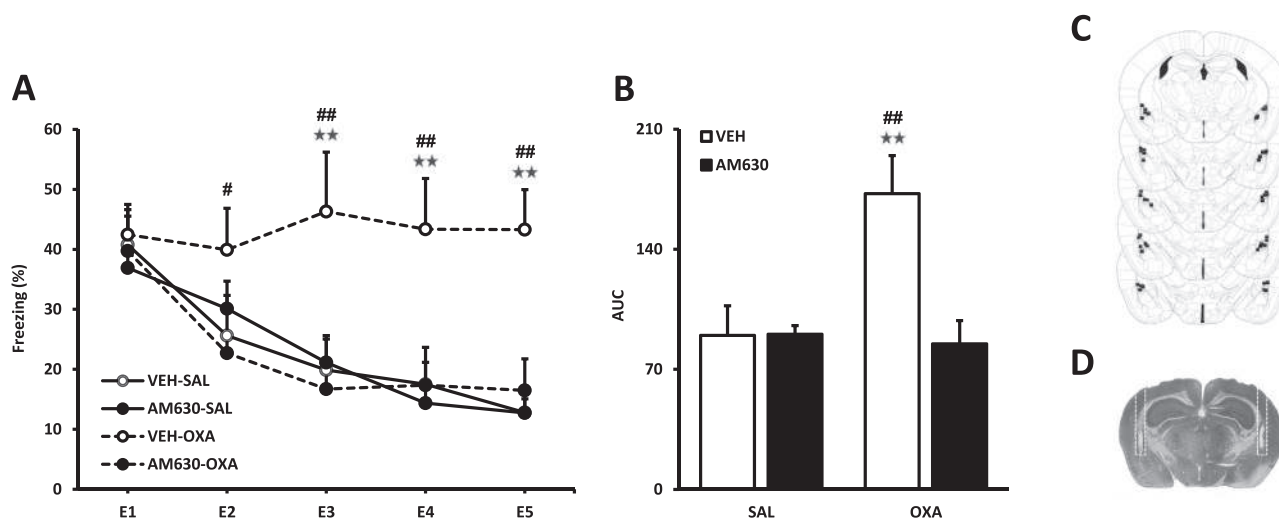 A
60
50
40
30
20
10
0
Freezing (%)
#
##
★★
##
★★
##
★★
VEH-SAL
AM630-SAL
VEH-OXA
AM630-OXA
E1 E2 E3 E4 E5
B
210
140
70
0
AUC
VEH
AM630
##
★★
SAL OXA
C
D